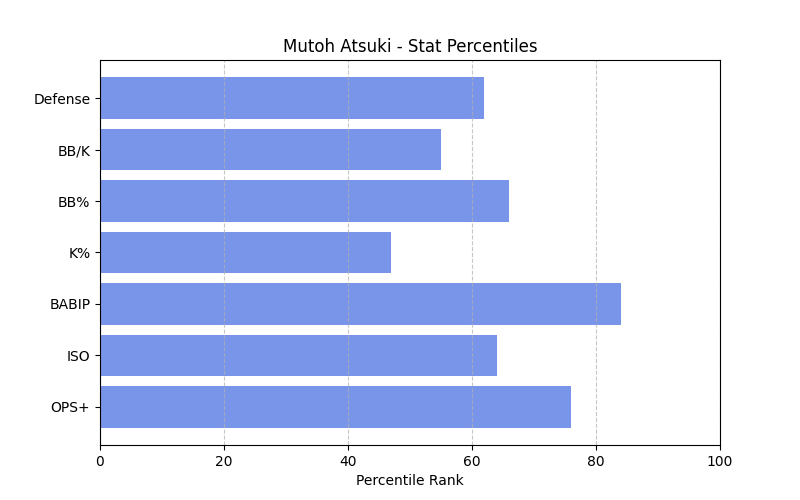 Mutoh Atsuki - Stat Percentiles
Defense
BB/K
BB%
K%
BABIP
ISO
OPS+
0 20 40 60 80 100
Percentile Rank